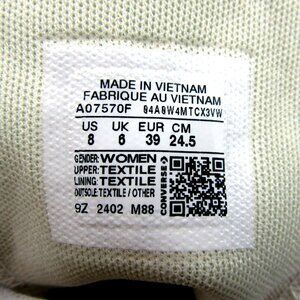 MADE IN VIETNAM
FABRIQUE AU VIETNAM
A07570F 04A0W4MTCX3VW
US UK EUR CM
8 6 39 24.5
GENDER: WOMEN
UPPER: TEXTILE
LINING: TEXTILE
OUTSOLE: TEXTILE / OTHER
9Z 2402 M88
CONVERSE